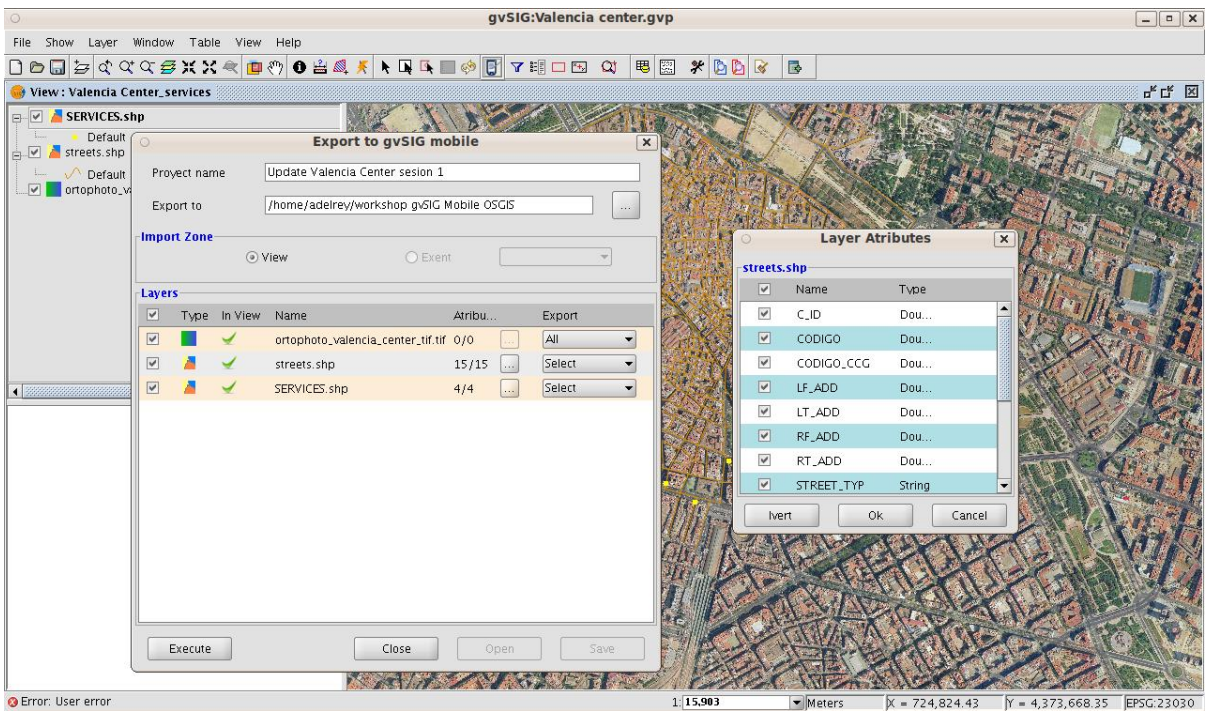 gvSIG:Valencia center.gvp
File Show Layer Window Table View Help
View : Valencia Center_services
SERVICES.shp
Default
streets.shp
Default
ortophoto_v
Export to gvSIG mobile
Proyect name Update Valencia Center sesion 1
Export to /home/adelrey/workshop gvSIG Mobile OSGIS ...
Import Zone
View Exent
Layers
Type In View Name Atribu... Export
ortophoto_valencia_center_tif.tif 0/0 ... All
streets.shp 15/15 ... Select
SERVICES.shp 4/4 ... Select
Execute Close Open Save
Layer Atributes
streets.shp
Name Type
C_ID Dou...
CODIGO Dou...
CODIGO_CCG Dou...
LF_ADD Dou...
LT_ADD Dou...
RF_ADD Dou...
RT_ADD Dou...
STREET_TYP String
Ivert Ok Cancel
Error: User error 1: 15,903 Meters X = 724,824.43 Y = 4,373,668.35 EPSG:23030